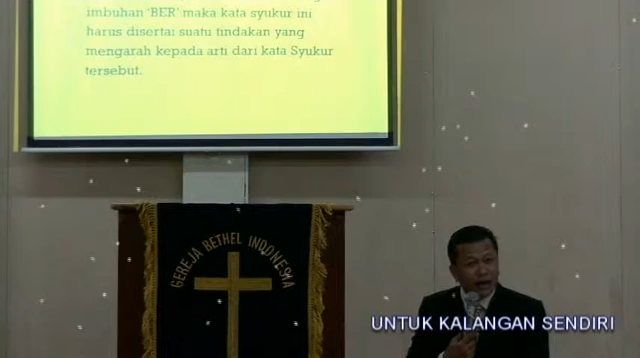 imbuhan 'BER' maka kata syukur ini
harus disertai suatu tindakan yang
mengarah kepada arti dari kata Syukur
tersebut.
GEREJA BETHEL INDONESIA
UNTUK KALANGAN SENDIRI